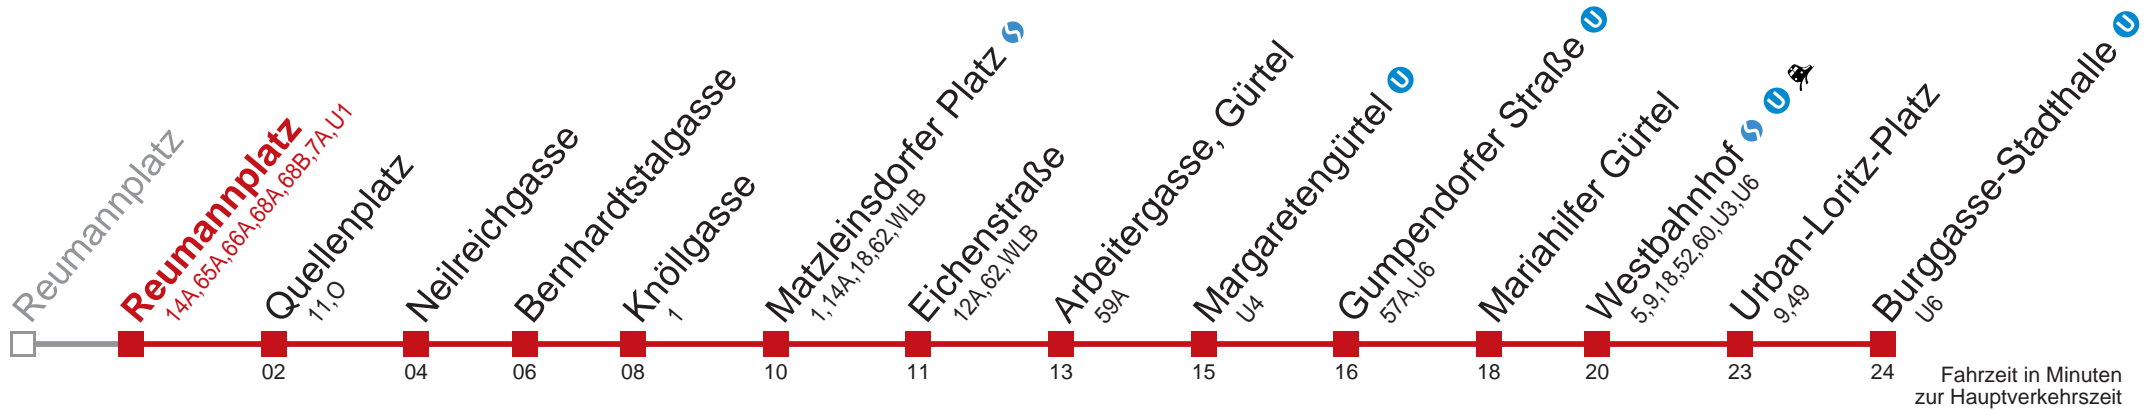 Reumannplatz
Reumannplatz
14A,65A,66A,68A,68B,7A,U1
Quellenplatz
11,O
Neilreichgasse
Bernhardtstalgasse
Knöllgasse
1
Matzleinsdorfer Platz
1,14A,18,62,WLB
Eichenstraße
12A,62,WLB
Arbeitergasse, Gürtel
59A
Margaretengürtel U
U4
Gumpendorfer Straße U
57A,U6
Mariahilfer Gürtel
Westbahnhof S U
5,9,18,52,60,U3,U6
Urban-Loritz-Platz
9,49
Burggasse-Stadthalle U
U6
02 04 06 08 10 11 13 15 16 18 20 23 24
Fahrzeit in Minuten
zur Hauptverkehrszeit